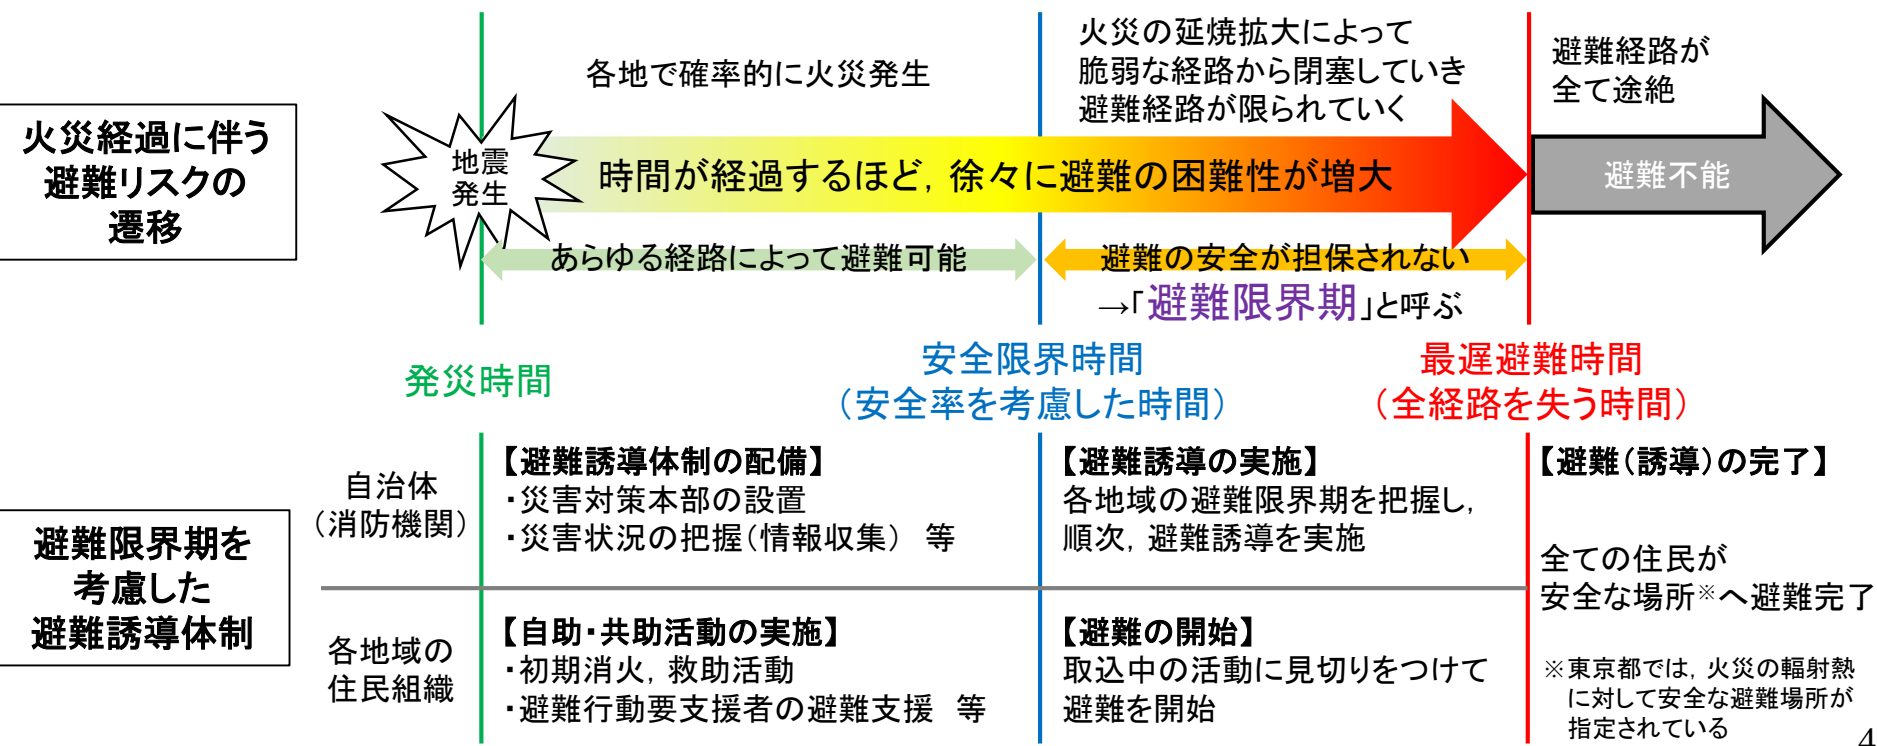 火災経過に伴う
避難リスクの
遷移
各地で確率的に火災発生
火災の延焼拡大によって
脆弱な経路から閉塞していき
避難経路が限られていく
避難経路が
全て途絶
地震
発生
時間が経過するほど，徐々に避難の困難性が増大
避難不能
あらゆる経路によって避難可能
避難の安全が担保されない
→「避難限界期」と呼ぶ
発災時間
安全限界時間
（安全率を考慮した時間）
最遅避難時間
（全経路を失う時間）
避難限界期を
考慮した
避難誘導体制
自治体
（消防機関）
【避難誘導体制の配備】
・災害対策本部の設置
・災害状況の把握（情報収集）　等
【避難誘導の実施】
各地域の避難限界期を把握し，
順次，避難誘導を実施
【避難（誘導）の完了】
全ての住民が
安全な場所※へ避難完了
各地域の
住民組織
【自助・共助活動の実施】
・初期消火，救助活動
・避難行動要支援者の避難支援　等
【避難の開始】
取込中の活動に見切りをつけて
避難を開始
※東京都では，火災の輻射熱
に対して安全な避難場所が
指定されている
4